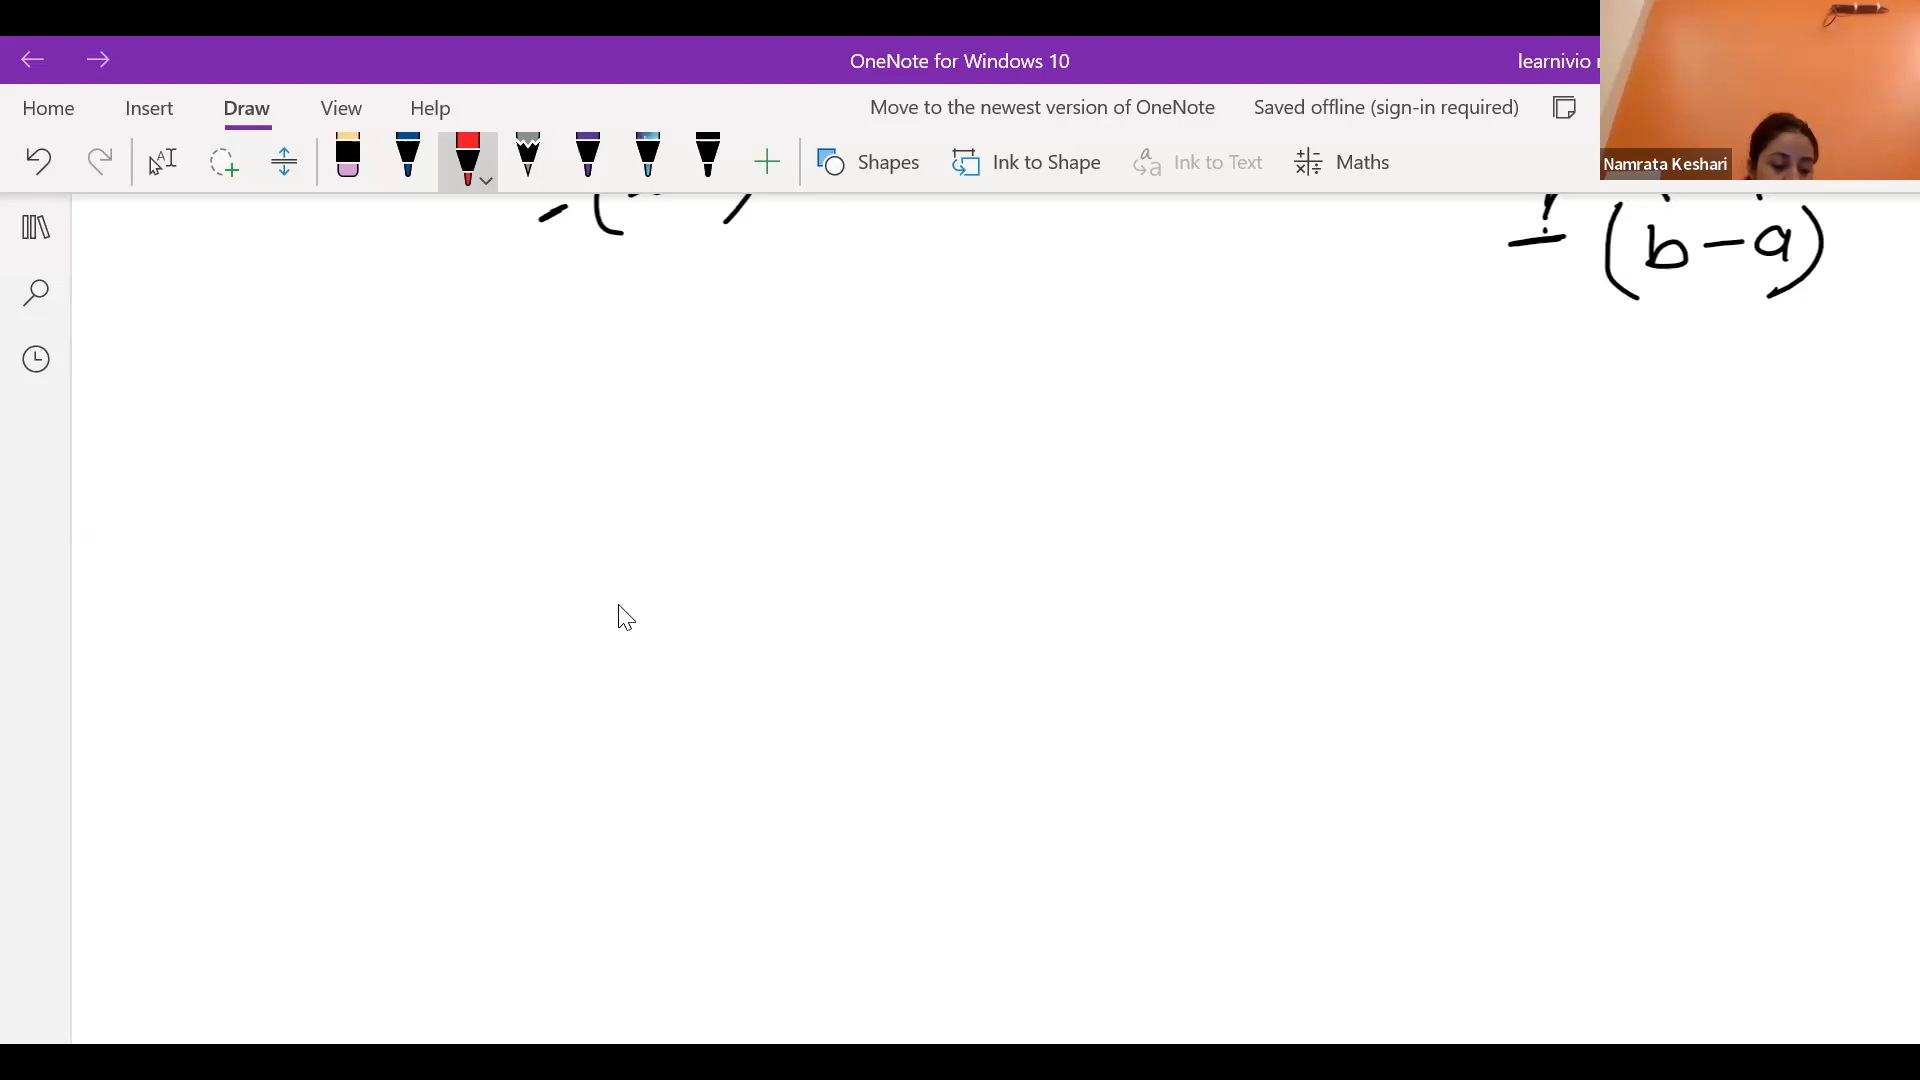 OneNote for Windows 10
learnivio
Home Insert Draw View Help
Move to the newest version of OneNote Saved offline (sign-in required)
Shapes Ink to Shape Ink to Text Maths
Namrata Keshari
(b-a)